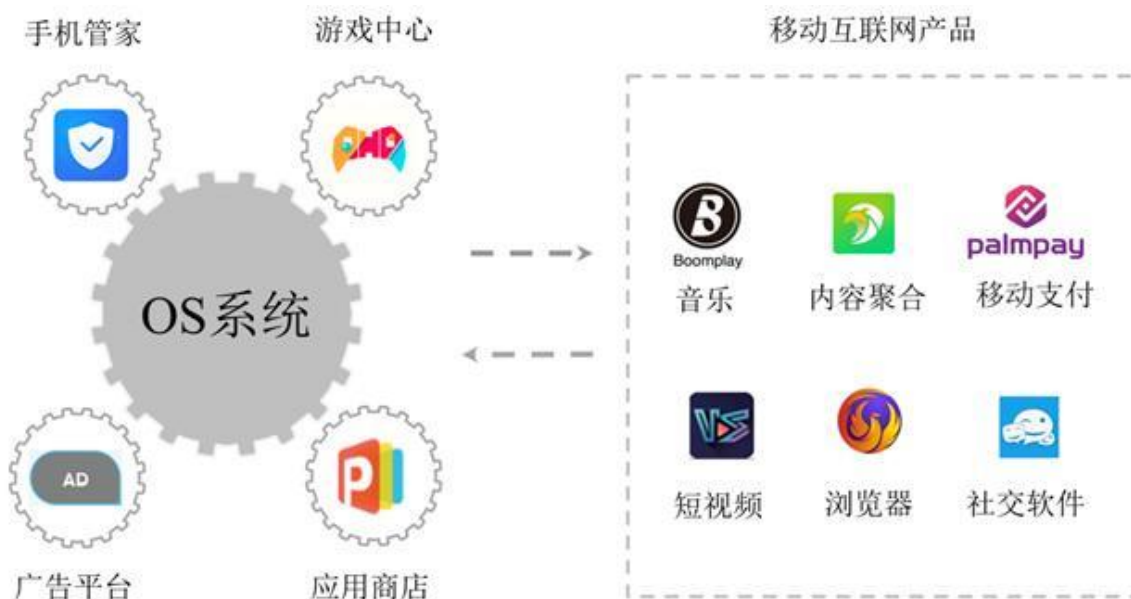 手机管家
游戏中心
移动互联网产品
OS系统
B
Boomplay
音乐
内容聚合
palmpay
移动支付
AD
P
VS
短视频
浏览器
社交软件
广告平台
应用商店